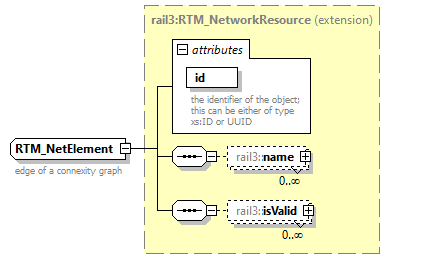 rail3:RTM_NetworkResource (extension)
attributes
id
the identifier of the object;
this can be either of type
xs:ID or UUID
RTM_NetElement
edge of a connexity graph
rail3:name
0..∞
rail3:isValid
0..∞